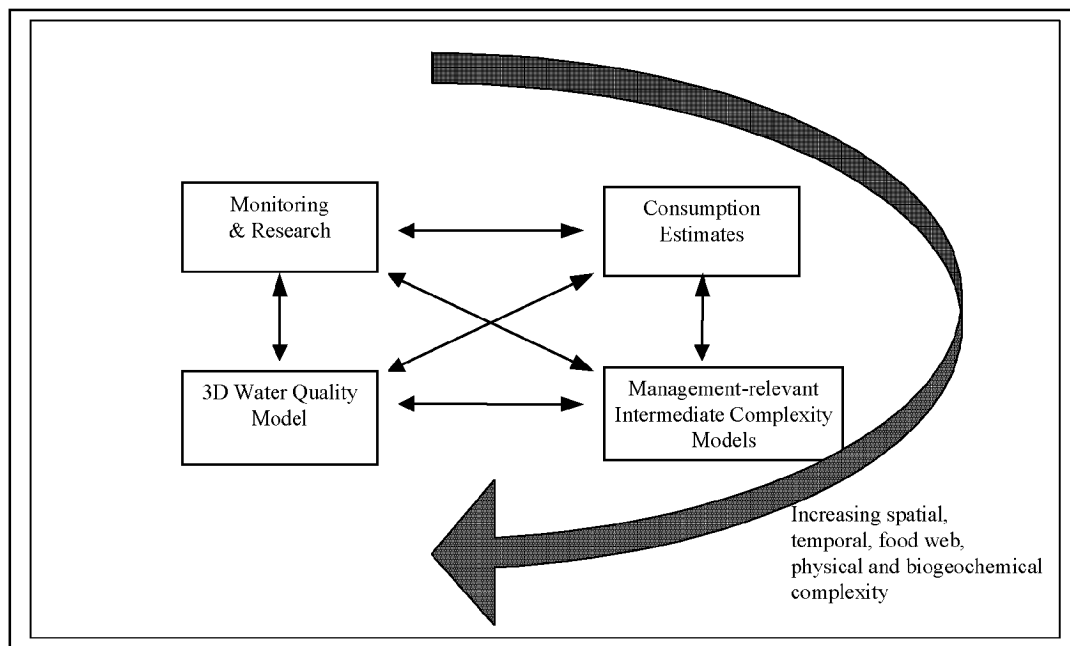 Monitoring
& Research
Consumption
Estimates
3D Water Quality
Model
Management-relevant
Intermediate Complexity
Models
Increasing spatial,
temporal, food web,
physical and biogeochemical
complexity